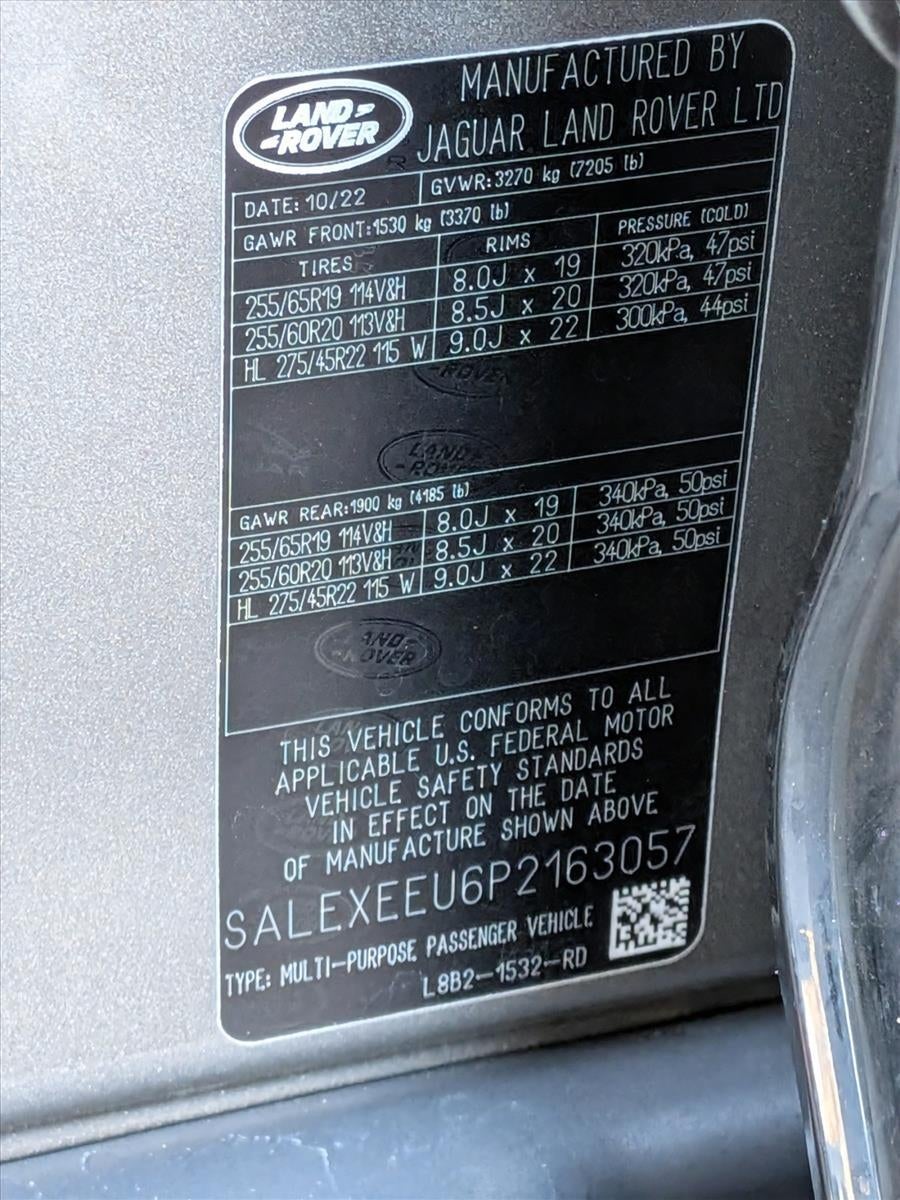 LAND
ROVER
MANUFACTURED BY
JAGUAR LAND ROVER LTD
DATE: 10/22 GVWR: 3270 kg (7205 lb)
GAWR FRONT: 1530 kg (3370 lb)
TIRES RIMS PRESSURE (COLD)
255/65R19 114V&H 8.0J x 19 320kPa, 47psi
255/60R20 113V&H 8.5J x 20 320kPa, 47psi
HL 275/45R22 115 W 9.0J x 22 300kPa, 44psi
LAND
ROVER
GAWR REAR: 1900 kg (4185 lb)
255/65R19 114V&H 8.0J x 19 340kPa, 50psi
255/60R20 113V&H 8.5J x 20 340kPa, 50psi
HL 275/45R22 115 W 9.0J x 22 340kPa, 50psi
LAND
ROVER
THIS VEHICLE CONFORMS TO ALL
APPLICABLE U.S. FEDERAL MOTOR
VEHICLE SAFETY STANDARDS
IN EFFECT ON THE DATE
OF MANUFACTURE SHOWN ABOVE
SALEXEEU6P2163057
TYPE: MULTI-PURPOSE PASSENGER VEHICLE
L8B2-1532-RD